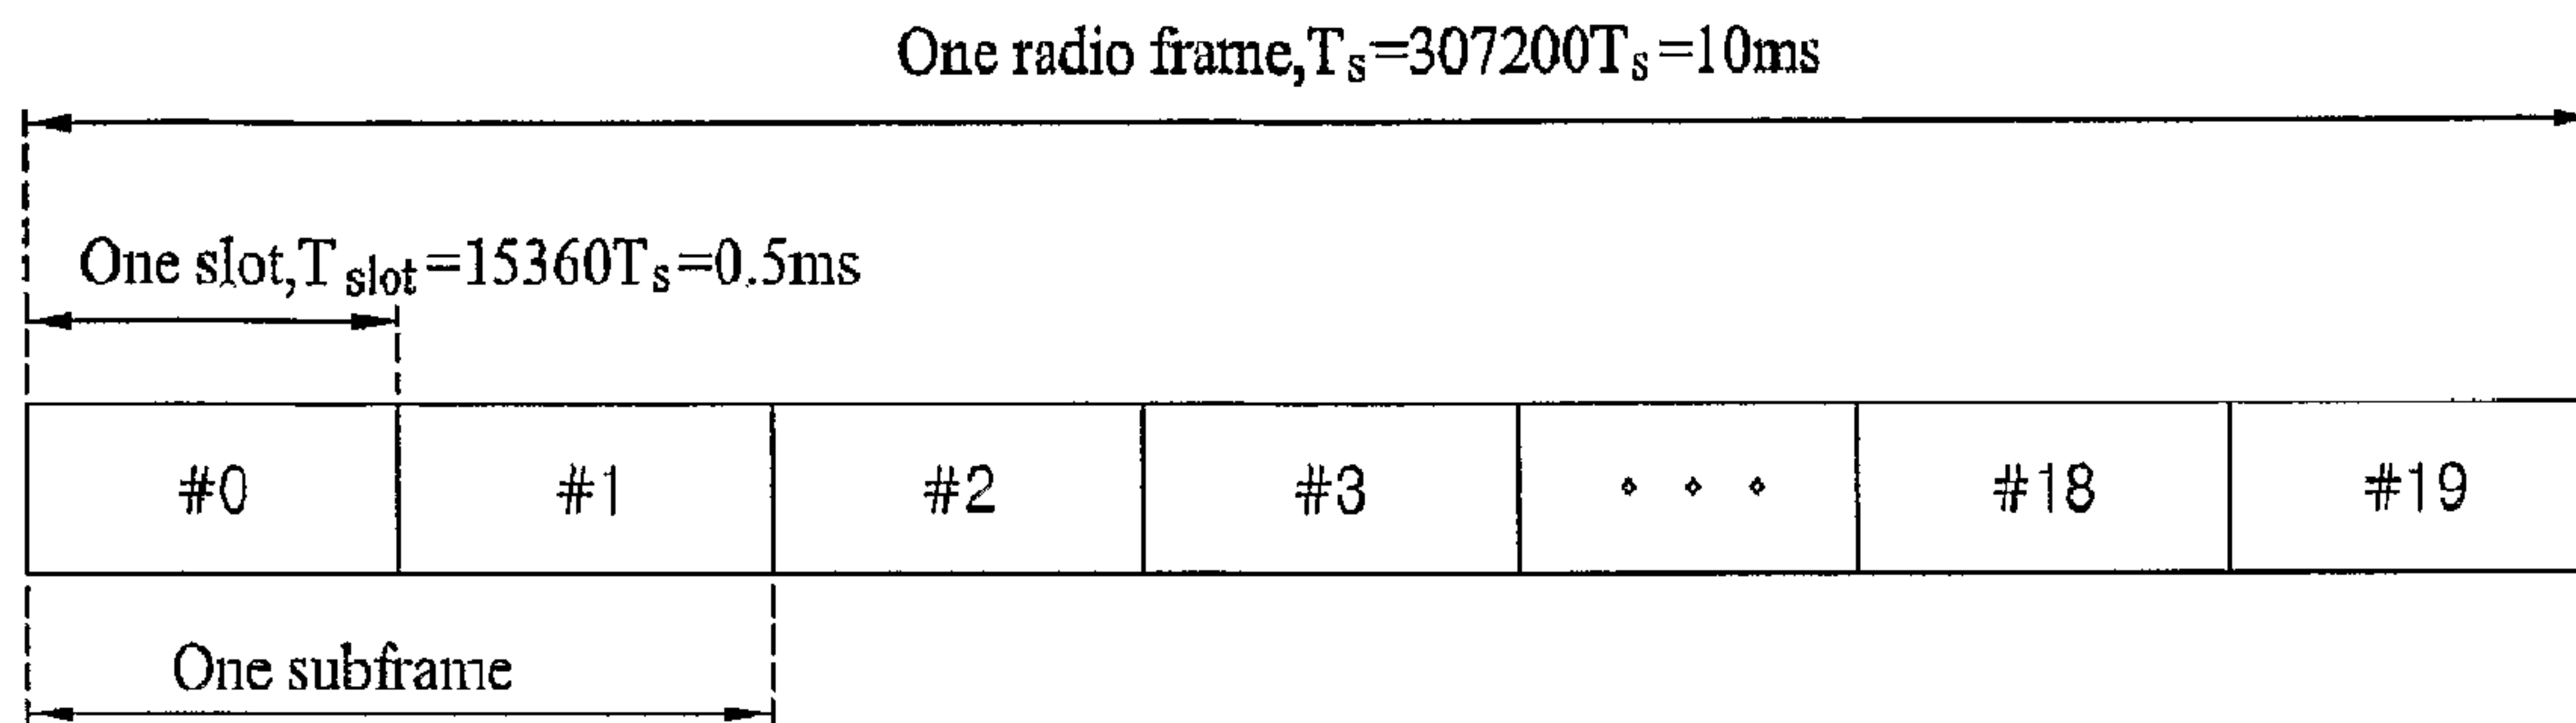 One radio frame,Ts=307200Ts=10ms
One slot,Tslot=15360Ts=0.5ms
#0 #1 #2 #3 #18 #19
One subframe